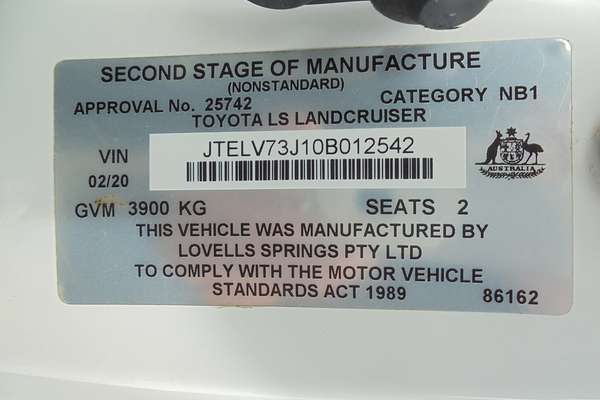 SECOND STAGE OF MANUFACTURE
(NONSTANDARD)
APPROVAL No. 25742 CATEGORY NB1
TOYOTA LS LANDCRUISER
VIN JTELV73J10B012542
AUSTRALIA
02/20
GVM 3900 KG SEATS 2
THIS VEHICLE WAS MANUFACTURED BY
LOVELLS SPRINGS PTY LTD
TO COMPLY WITH THE MOTOR VEHICLE
STANDARDS ACT 1989 86162